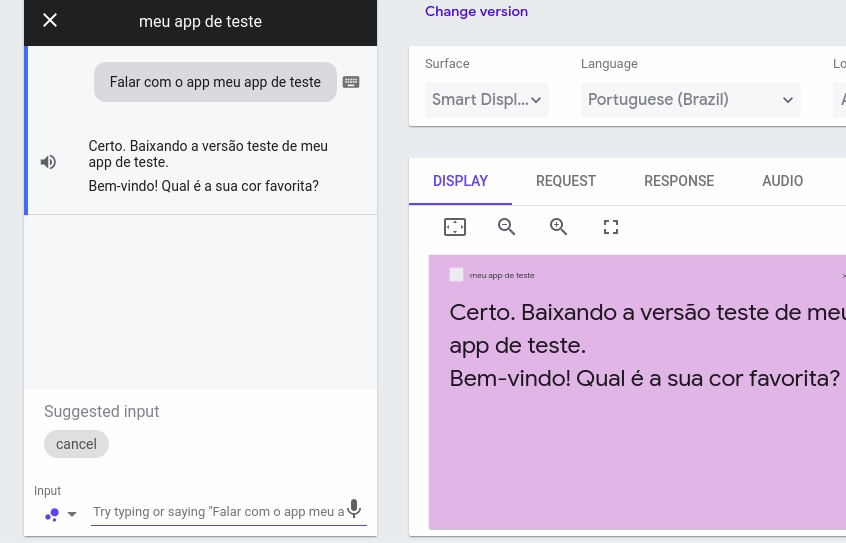 meu app de teste
Falar com o app meu app de teste
Certo. Baixando a versão teste de meu
app de teste.
Bem-vindo! Qual é a sua cor favorita?
Suggested input
cancel
Input
Try typing or saying "Falar com o app meu a
Change version
Surface
Language
Lo
Smart Displ...
Portuguese (Brazil)
A
DISPLAY
REQUEST
RESPONSE
AUDIO
meu app de teste
Certo. Baixando a versão teste de meu
app de teste.
Bem-vindo! Qual é a sua cor favorita?